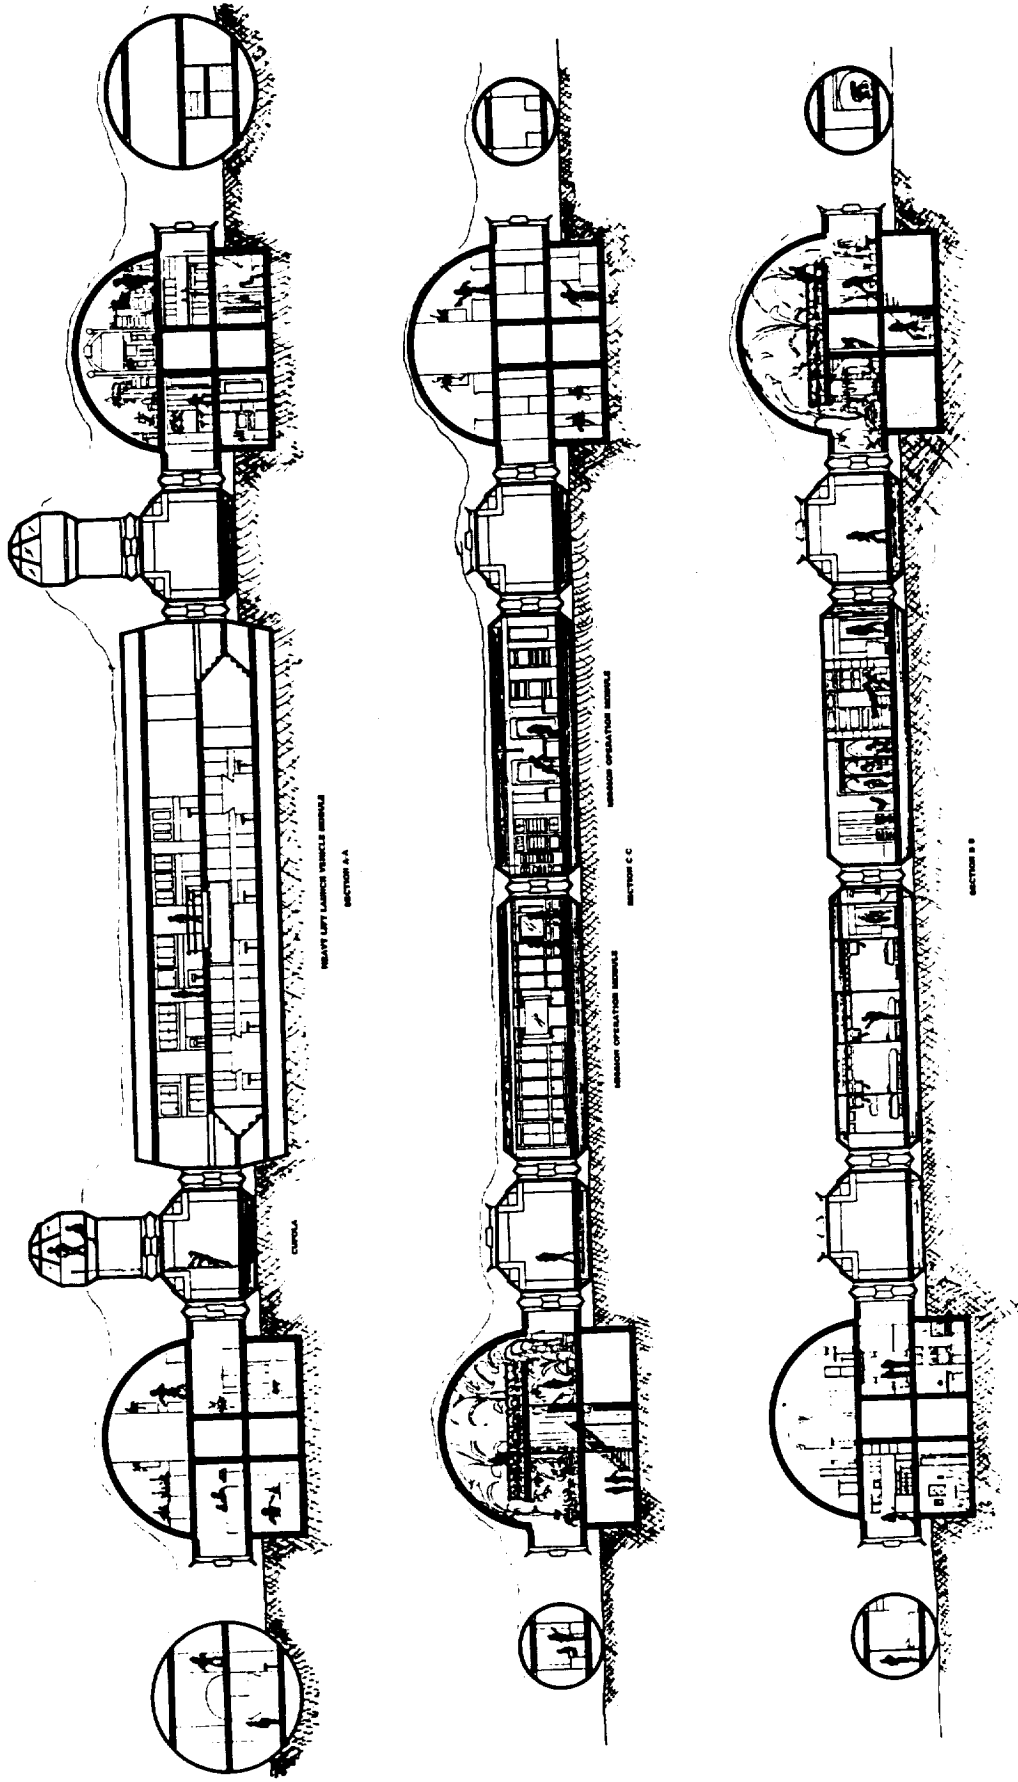 HEAVY LIFT LAUNCH VEHICLE MODULE
SECTION A-A
CUPOLA
MISSION OPERATION MODULE
SECTION C C
MISSION OPERATION MODULE
SECTION B B